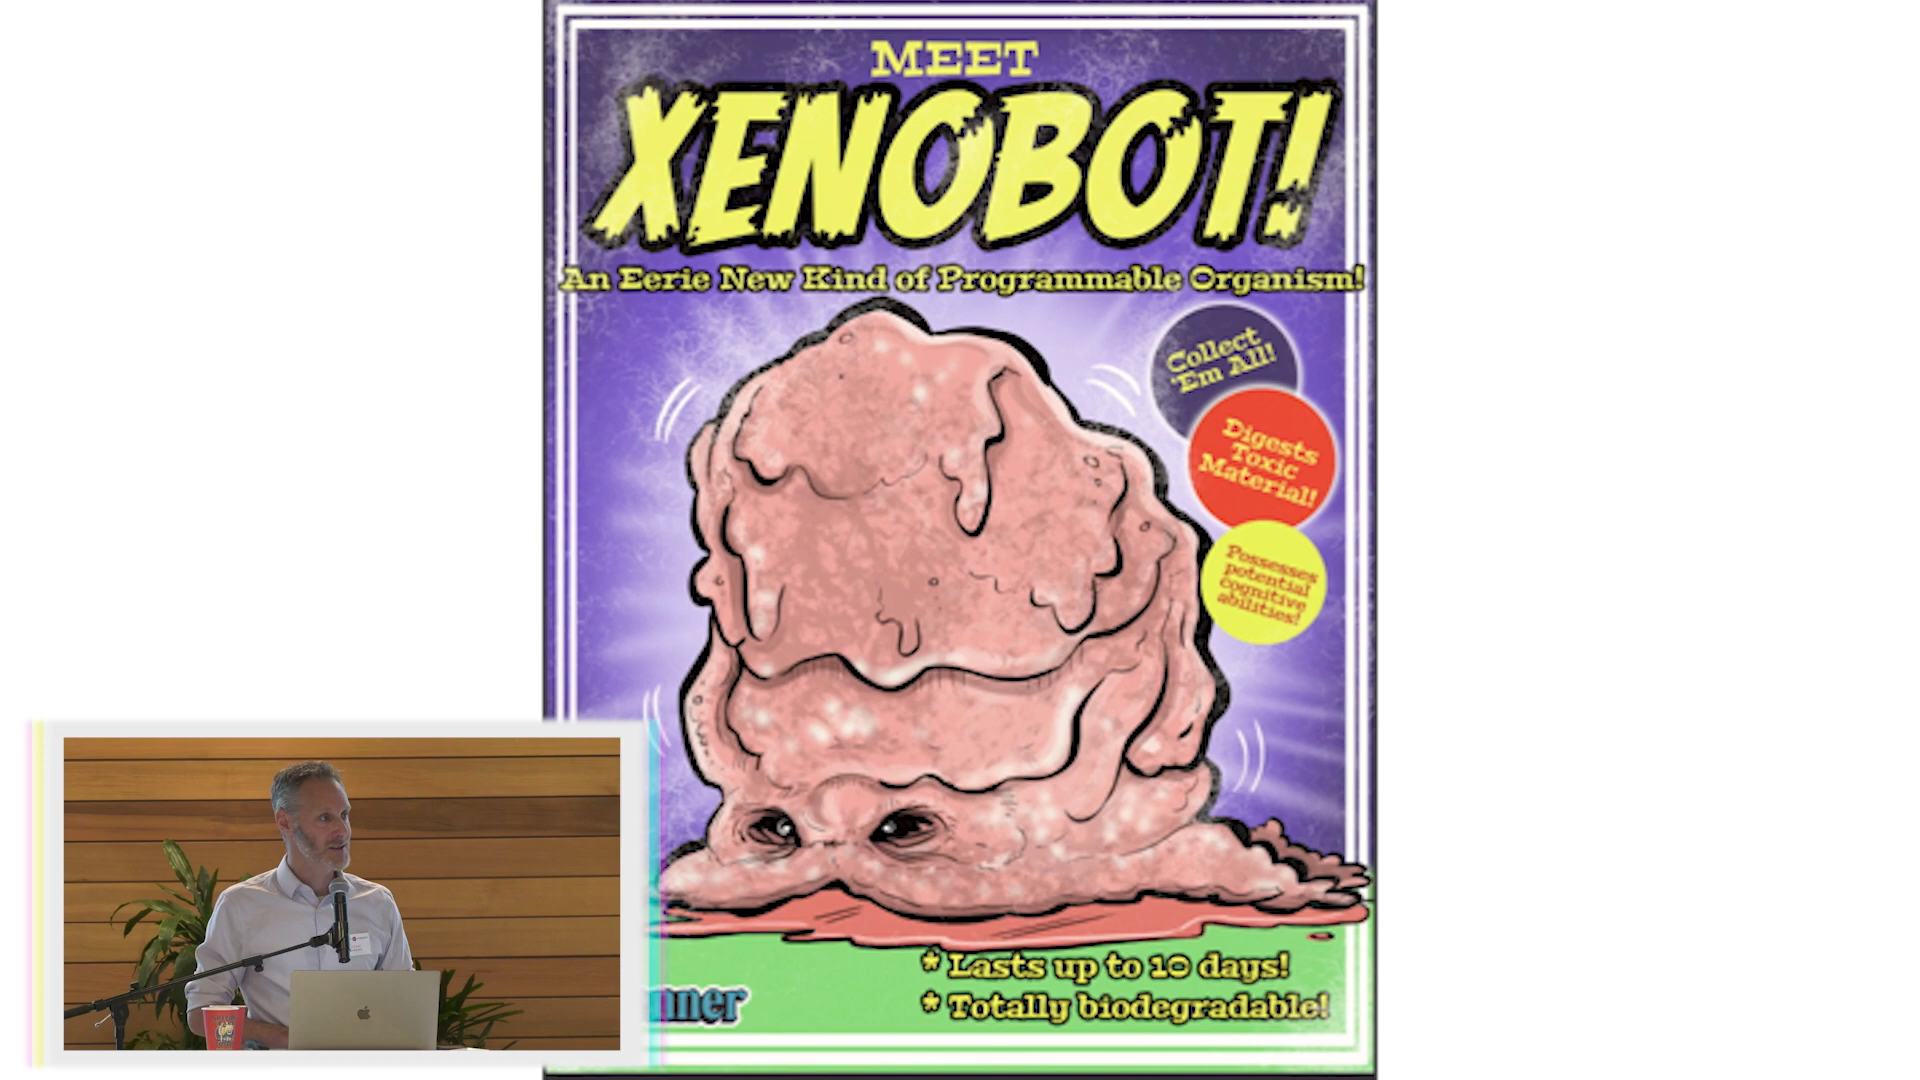 MEET
XENOBOT!
An Eerie New Kind of Programmable Organism!
Collect
'Em All!
Digests
Toxic
Material!
Possesses
potential
cognitive
abilities!
* Lasts up to 10 days!
* Totally biodegradable!
nner